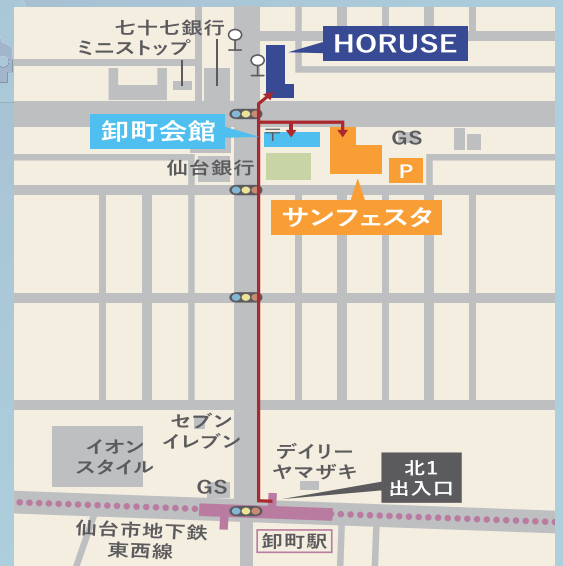 七十七銀行
ミニストップ
HORUSE
卸町会館
〒
GS
仙台銀行
P
サンフェスタ
セブン
イレブン
イオン
スタイル
デイリー
ヤマザキ
北1
出入口
GS
仙台市地下鉄
東西線
卸町駅